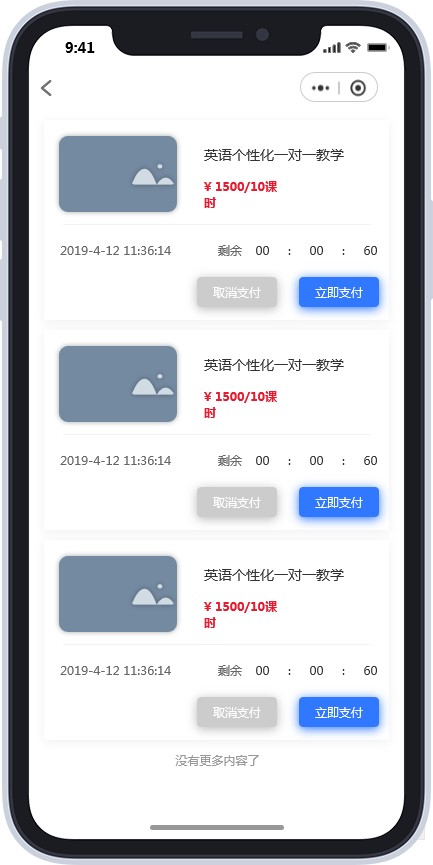 9:41
英语个性化一对一教学
¥ 1500/10课
时
2019-4-12 11:36:14 剩余 00 : 00 : 60
取消支付 立即支付
英语个性化一对一教学
¥ 1500/10课
时
2019-4-12 11:36:14 剩余 00 : 00 : 60
取消支付 立即支付
英语个性化一对一教学
¥ 1500/10课
时
2019-4-12 11:36:14 剩余 00 : 00 : 60
取消支付 立即支付
没有更多内容了